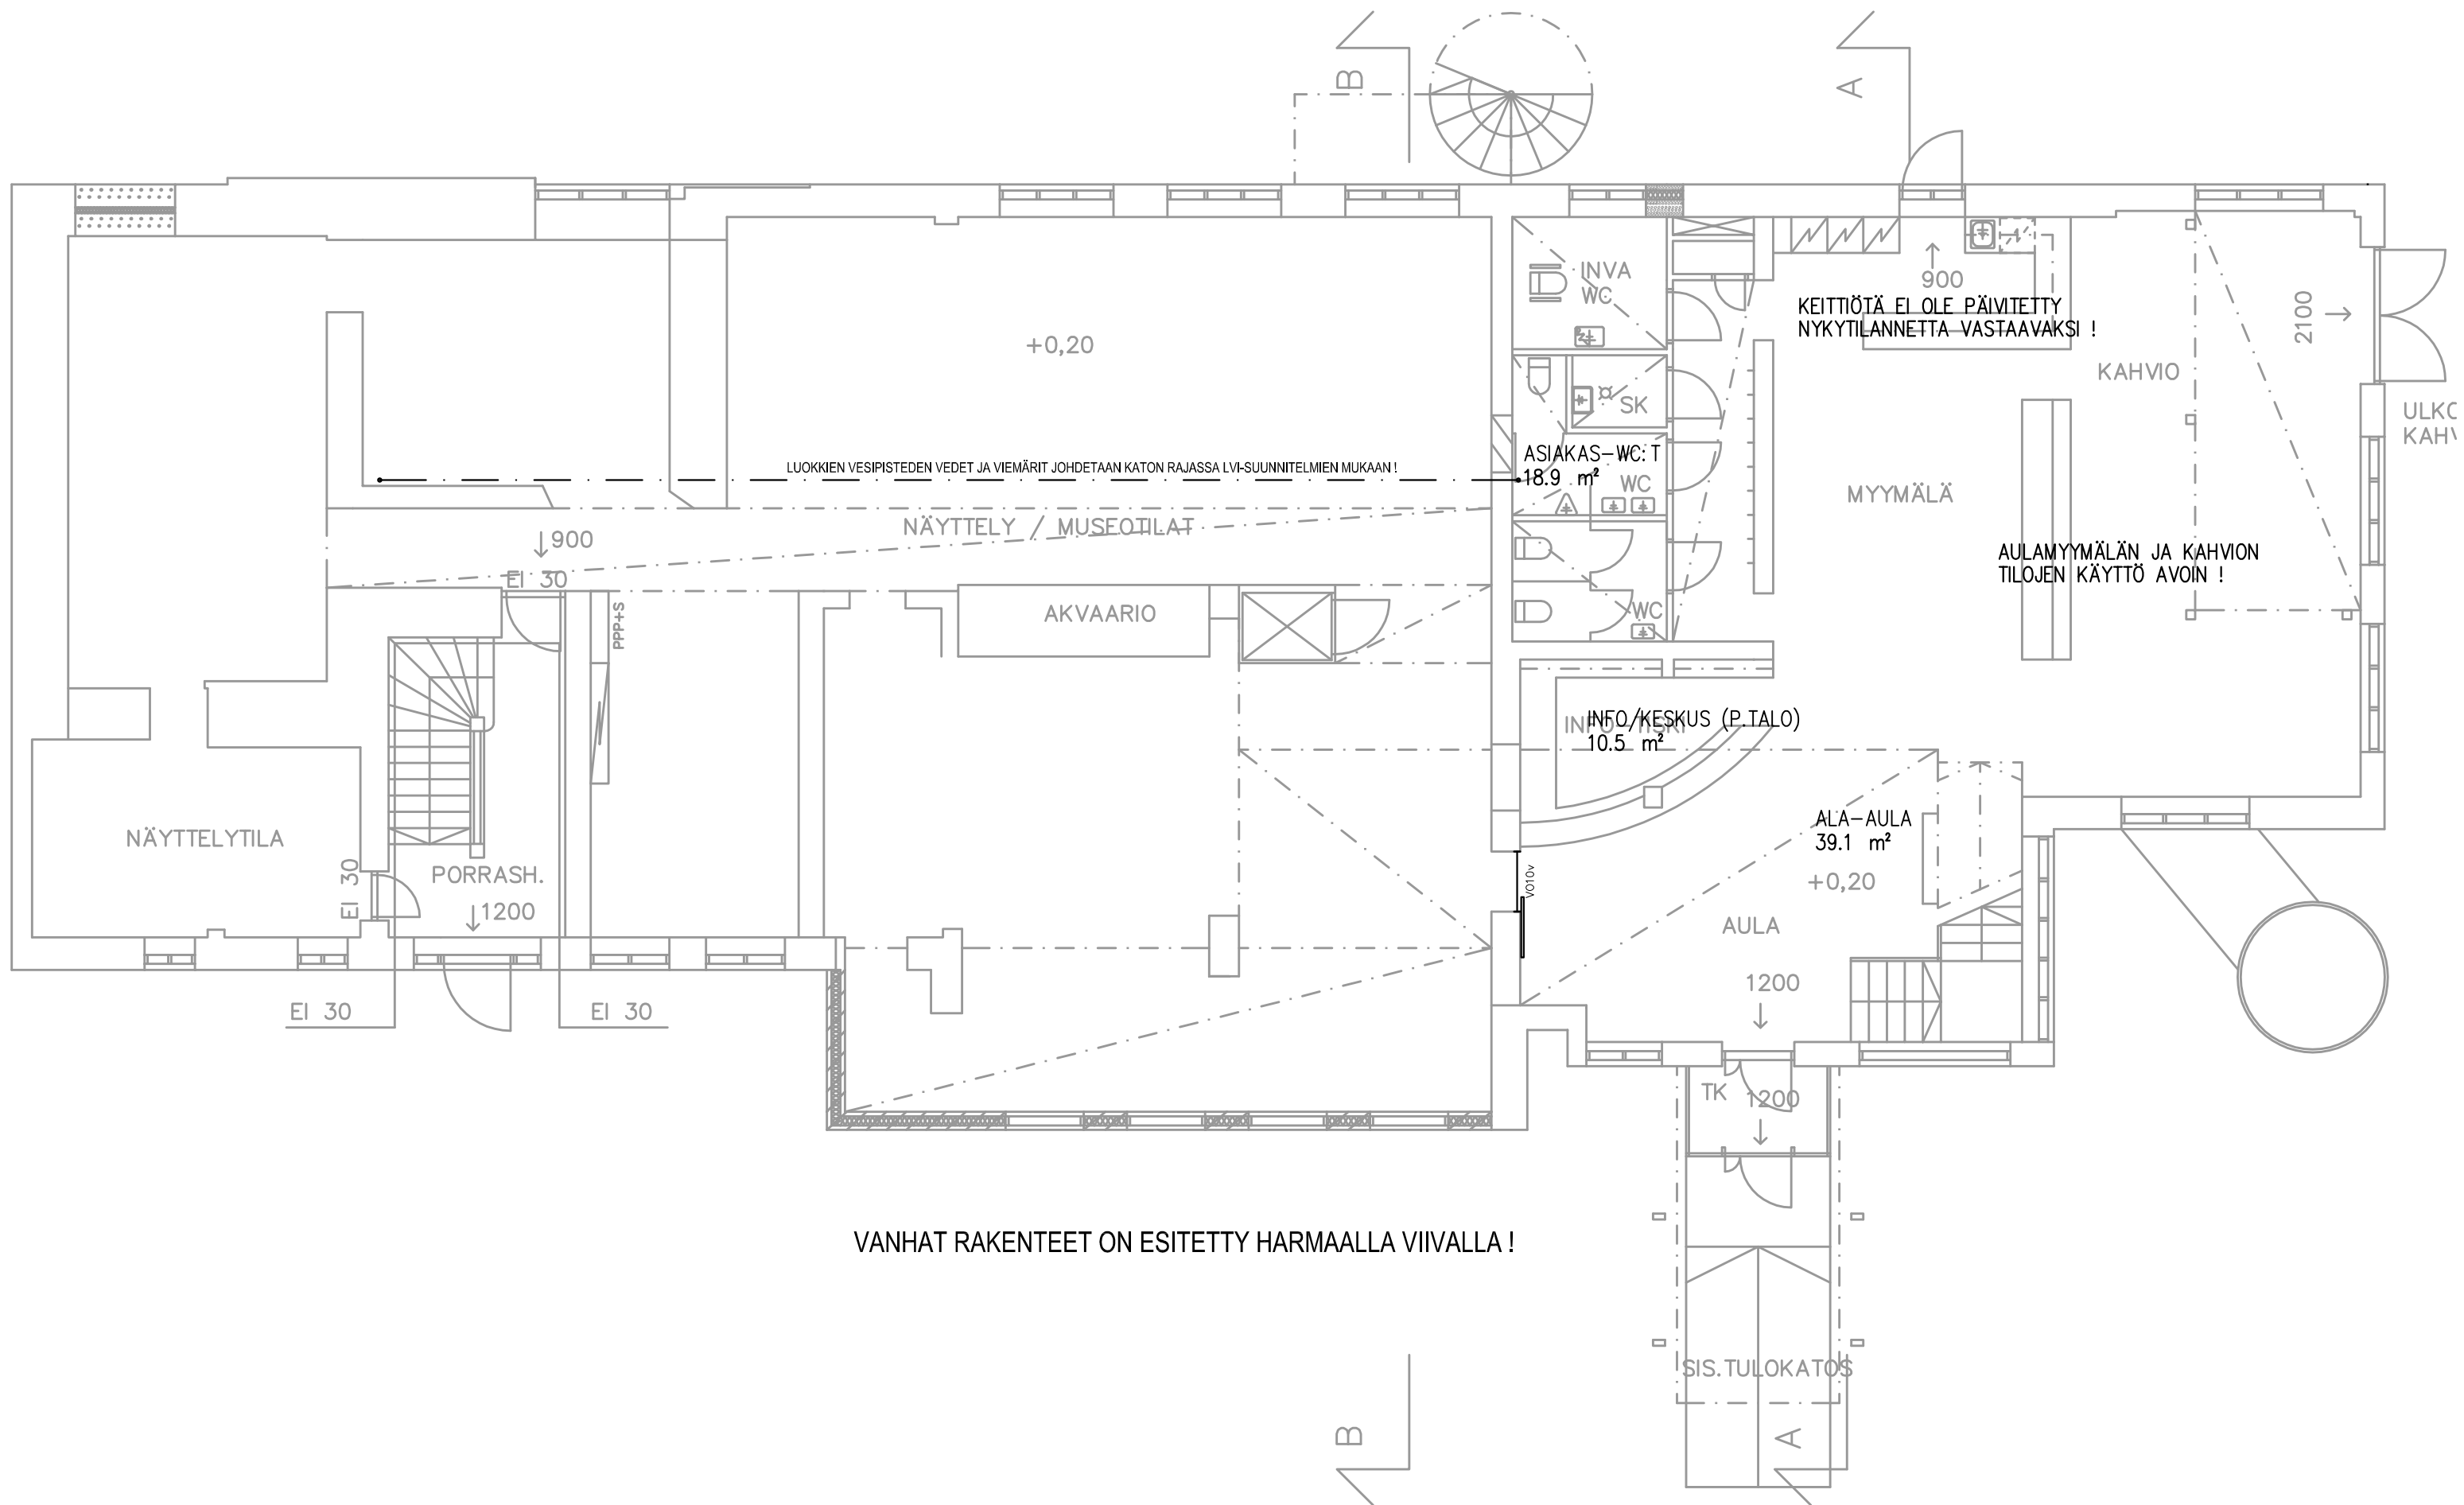 B
A
INVA
WC
900
KEITTIÖTÄ EI OLE PÄIVITETTY
NYKYTILANNETTA VASTAAVAKSI !
2100
+0,20
KAHVIO
SK
ULKO
KAHV
ASIAKAS-WC:T
18.9 m²
LUOKKIEN VESIPISTEDEN VEDET JA VIEMÄRIT JOHDETAAN KATON RAJASSA LVI-SUUNNITELMIEN MUKAAN !
WC
MYYMÄLÄ
NÄYTTELY / MUSEOTILAT
900
EI 30
AULAMYYMÄLÄN JA KAHVION
TILOJEN KÄYTTÖ AVOIN !
PPP+S
AKVAARIO
WC
INFO-TISKI
INFO/KESKUS (P.TALO)
10.5 m²
NÄYTTELYTILA
ALA-AULA
39.1 m²
EI 30
PORRASH.
VO10v
+0,20
1200
AULA
EI 30
EI 30
1200
TK
1200
VANHAT RAKENTEET ON ESITETTY HARMAALLA VIIVALLA !
SIS.TULOKATOS
B
A